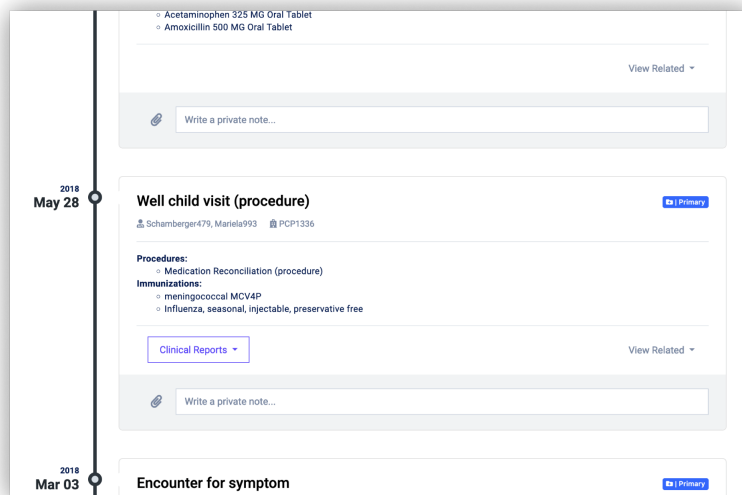 Acetaminophen 325 MG Oral Tablet
Amoxicillin 500 MG Oral Tablet
View Related
Write a private note...
2018
May 28
Well child visit (procedure)
| Primary
Schamberger479, Mariela993 PCP1336
Procedures:
Medication Reconciliation (procedure)
Immunizations:
meningococcal MCV4P
Influenza, seasonal, injectable, preservative free
Clinical Reports
View Related
Write a private note...
2018
Mar 03
Encounter for symptom
| Primary